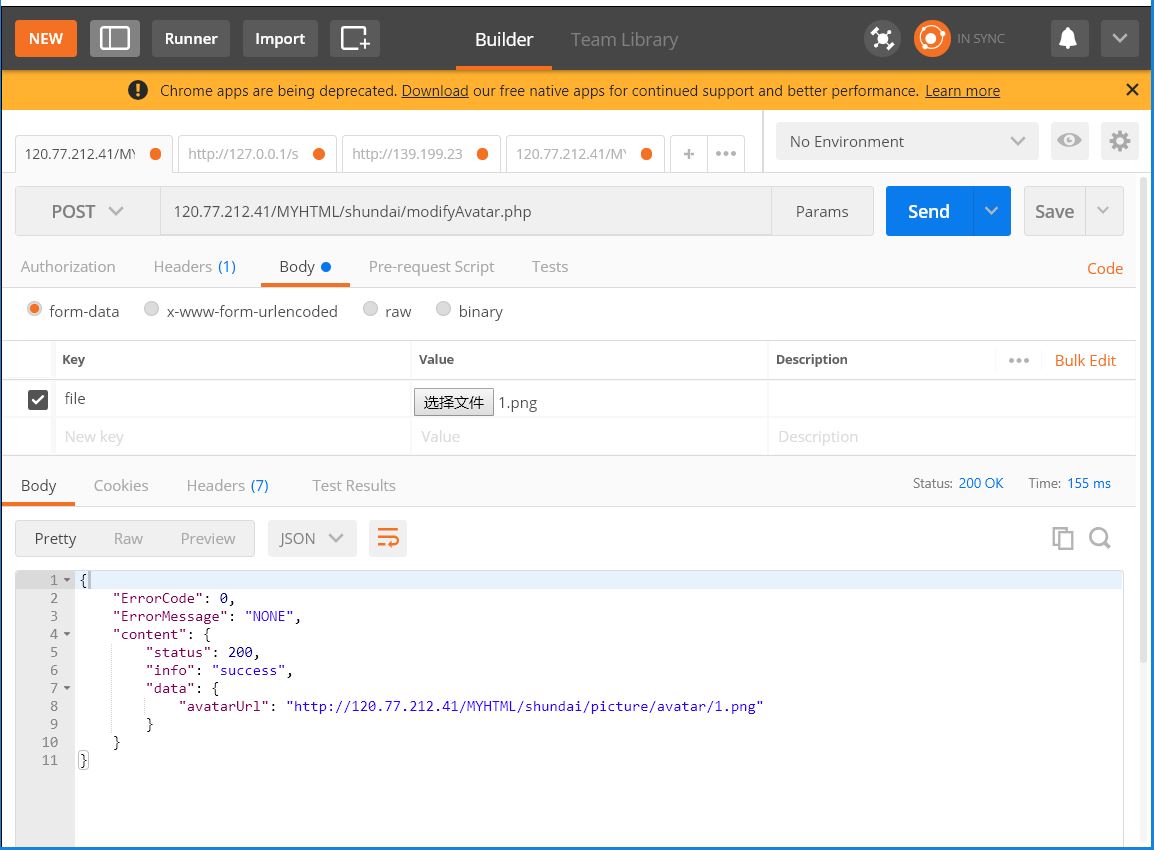 NEW Runner Import Builder Team Library IN SYNC
Chrome apps are being deprecated. Download our free native apps for continued support and better performance. Learn more
120.77.212.41/MY http://127.0.0.1/s http://139.199.23 120.77.212.41/MY + ••• No Environment
POST 120.77.212.41/MYHTML/shundai/modifyAvatar.php Params Send Save
Authorization Headers (1) Body Pre-request Script Tests Code
form-data x-www-form-urlencoded raw binary
Key Value Description ••• Bulk Edit
file 选择文件 1.png
New key Value Description
Body Cookies Headers (7) Test Results Status: 200 OK Time: 155 ms
Pretty Raw Preview JSON
1 {
2 "ErrorCode": 0,
3 "ErrorMessage": "NONE",
4 "content": {
5 "status": 200,
6 "info": "success",
7 "data": {
8 "avatarUrl": "http://120.77.212.41/MYHTML/shundai/picture/avatar/1.png"
9 }
10 }
11 }